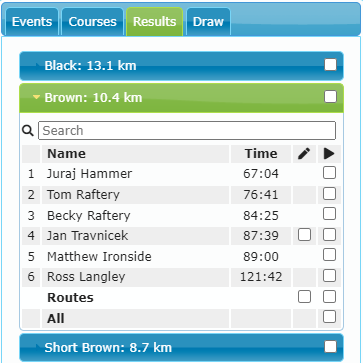 Events Courses Results Draw
Black: 13.1 km
Brown: 10.4 km
Search
Name Time
1 Juraj Hammer 67:04
2 Tom Raftery 76:41
3 Becky Raftery 84:25
4 Jan Travnicek 87:39
5 Matthew Ironside 89:00
6 Ross Langley 121:42
Routes
All
Short Brown: 8.7 km